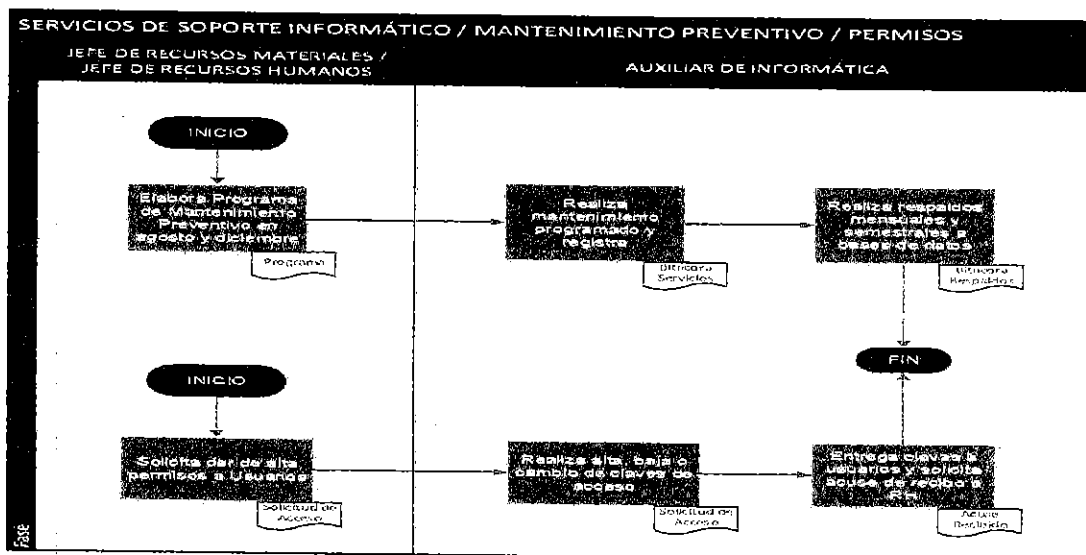 SERVICIOS DE SOPORTE INFORMÁTICO / MANTENIMIENTO PREVENTIVO / PERMISOS
JEFE DE RECURSOS MATERIALES /
JEFE DE RECURSOS HUMANOS
AUXILIAR DE INFORMÁTICA
INICIO
Elabora Programa
de Mantenimiento
Preventivo en
agosto y diciembre
Programa
Realiza
mantenimiento
programado y
registra
Bitácora
Servicios
Realiza respaldos
mensuales y
semestrales a
bases de datos
Bitácora
Respaldos
FIN
INICIO
Solicita dar de alta
permisos a Usuarios
Solicitud de
Acceso
Realiza alta, baja o
cambio de claves de
acceso
Solicitud de
Acceso
Entrega claves a
usuarios y solicita
acuse de recibo a
Acuse
Fase